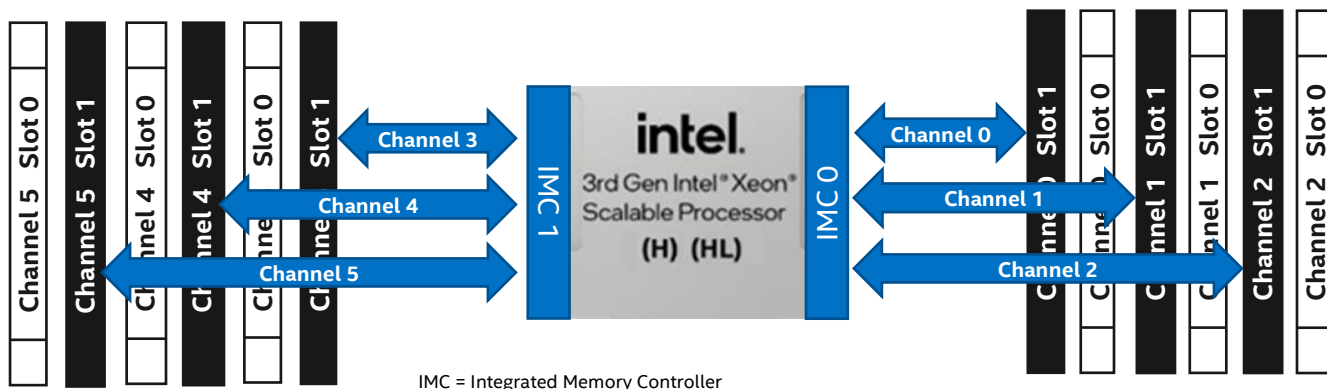 Channel 5 Slot 0
Channel 5 Slot 1
Channel 4 Slot 0
Channel 4 Slot 1
Slot 0
Slot 1
Channel 3
Channel 4
Channel 5
IMC 1
intel.
3rd Gen Intel® Xeon®
Scalable Processor
(H) (HL)
IMC 0
Channel 0
Channel 1
Channel 2
Slot 1
Slot 0
Channel 1 Slot 1
Channel 1 Slot 0
Channel 2 Slot 1
Channel 2 Slot 0
IMC = Integrated Memory Controller